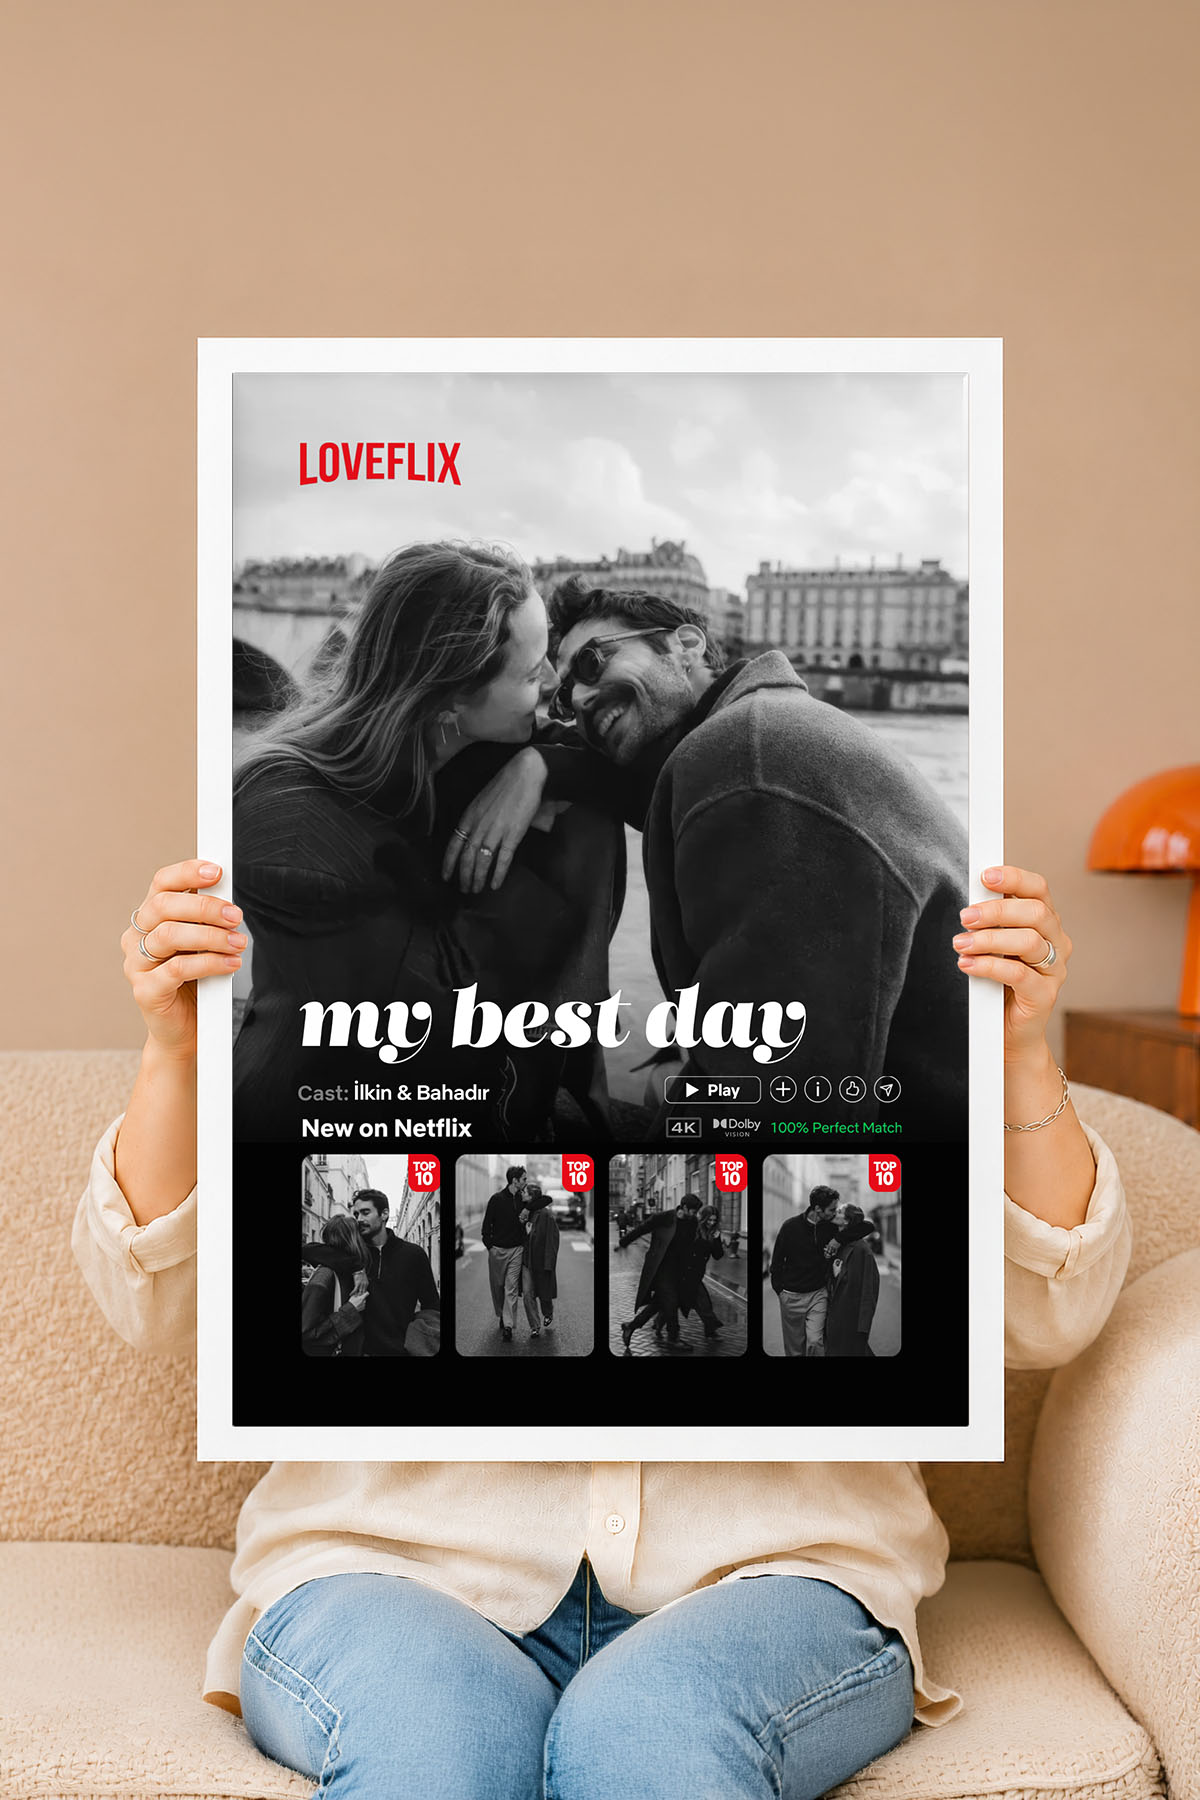 LOVEFLIX
my best day
Cast: İlkin & Bahadır
Play
New on Netflix
4K Dolby VISION 100% Perfect Match
TOP 10
TOP 10
TOP 10
TOP 10